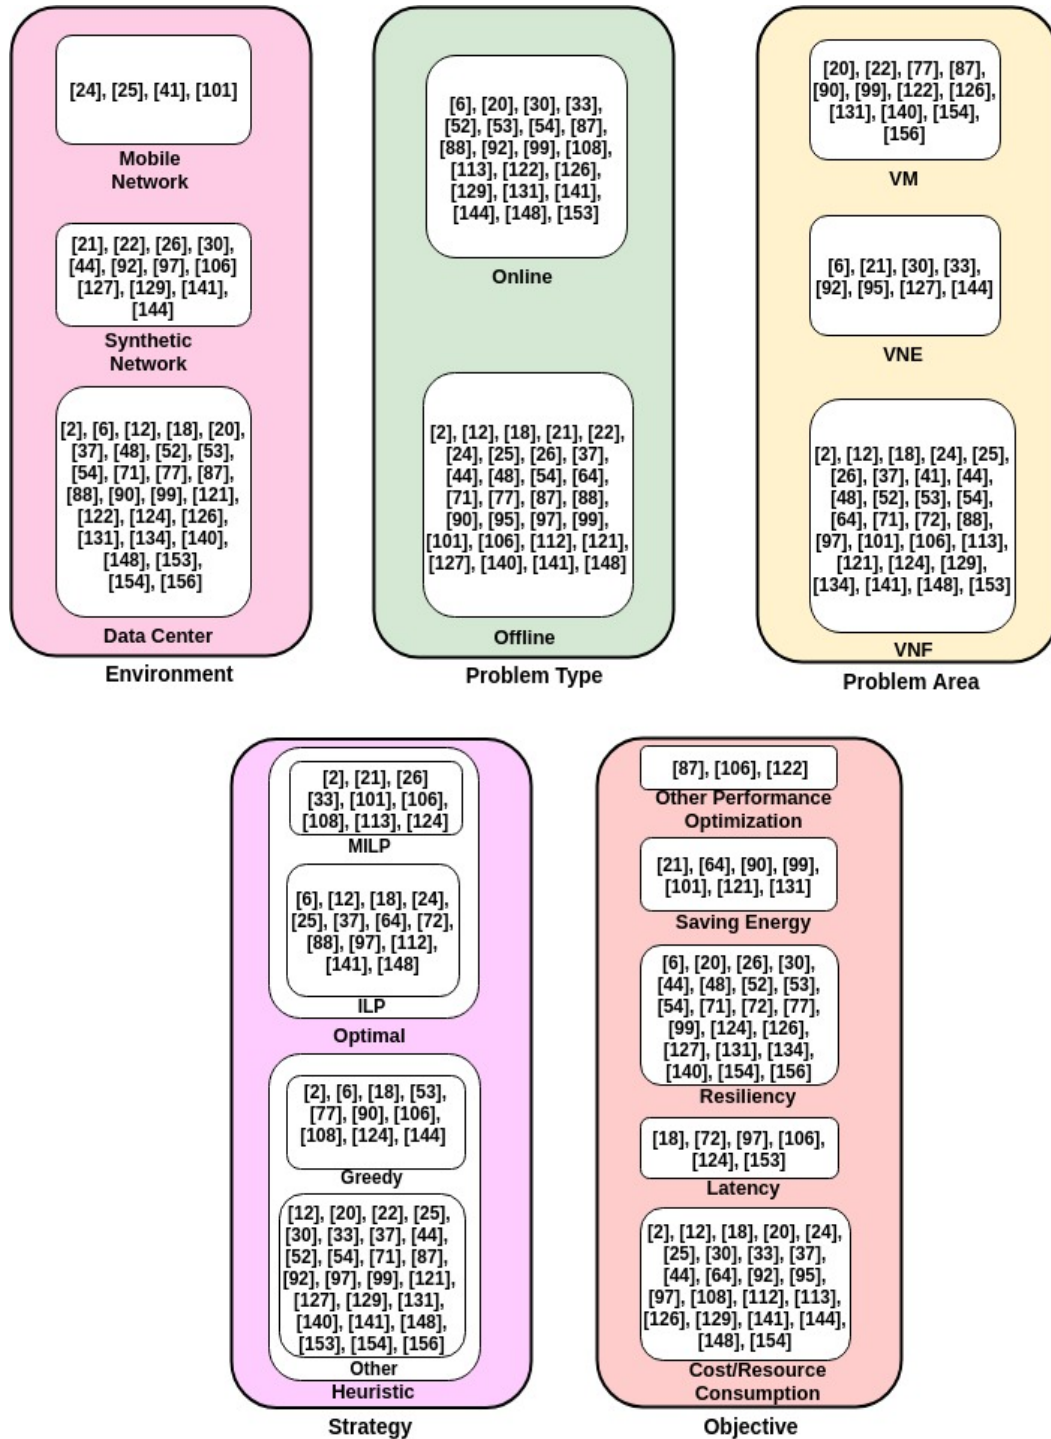 [24], [25], [41], [101]
Mobile
Network
[21], [22], [26], [30],
[44], [92], [97], [106]
[127], [129], [141],
[144]
Synthetic
Network
[2], [6], [12], [18], [20],
[37], [48], [52], [53],
[54], [71], [77], [87],
[88], [90], [99], [121],
[122], [124], [126],
[131], [134], [140],
[148], [153],
[154], [156]
Data Center
Environment
[6], [20], [30], [33],
[52], [53], [54], [87],
[88], [92], [99], [108],
[113], [122], [126],
[129], [131], [141],
[144], [148], [153]
Online
[2], [12], [18], [21], [22],
[24], [25], [26], [37],
[44], [48], [54], [64],
[71], [77], [87], [88],
[90], [95], [97], [99],
[101], [106], [112], [121],
[127], [140], [141], [148]
Offline
Problem Type
[20], [22], [77], [87],
[90], [99], [122], [126],
[131], [140], [154],
[156]
VM
[6], [21], [30], [33],
[92], [95], [127], [144]
VNE
[2], [12], [18], [24], [25],
[26], [37], [41], [44],
[48], [52], [53], [54],
[64], [71], [72], [88],
[97], [101], [106], [113],
[121], [124], [129],
[134], [141], [148], [153]
VNF
Problem Area
[2], [21], [26]
[33], [101], [106],
[108], [113], [124]
MILP
[6], [12], [18], [24],
[25], [37], [64], [72],
[88], [97], [112],
[141], [148]
ILP
Optimal
[2], [6], [18], [53],
[77], [90], [106],
[108], [124], [144]
Greedy
[12], [20], [22], [25],
[30], [33], [37], [44],
[52], [54], [71], [87],
[92], [97], [99], [121],
[127], [129], [131],
[140], [141], [148],
[153], [154], [156]
Other
Heuristic
Strategy
[87], [106], [122]
Other Performance
Optimization
[21], [64], [90], [99],
[101], [121], [131]
Saving Energy
[6], [20], [26], [30],
[44], [48], [52], [53],
[54], [71], [72], [77],
[99], [124], [126],
[127], [131], [134],
[140], [154], [156]
Resiliency
[18], [72], [97], [106],
[124], [153]
Latency
[2], [12], [18], [20], [24],
[25], [30], [33], [37],
[44], [64], [92], [95],
[97], [108], [112], [113],
[126], [129], [141], [144],
[148], [154]
Cost/Resource
Consumption
Objective